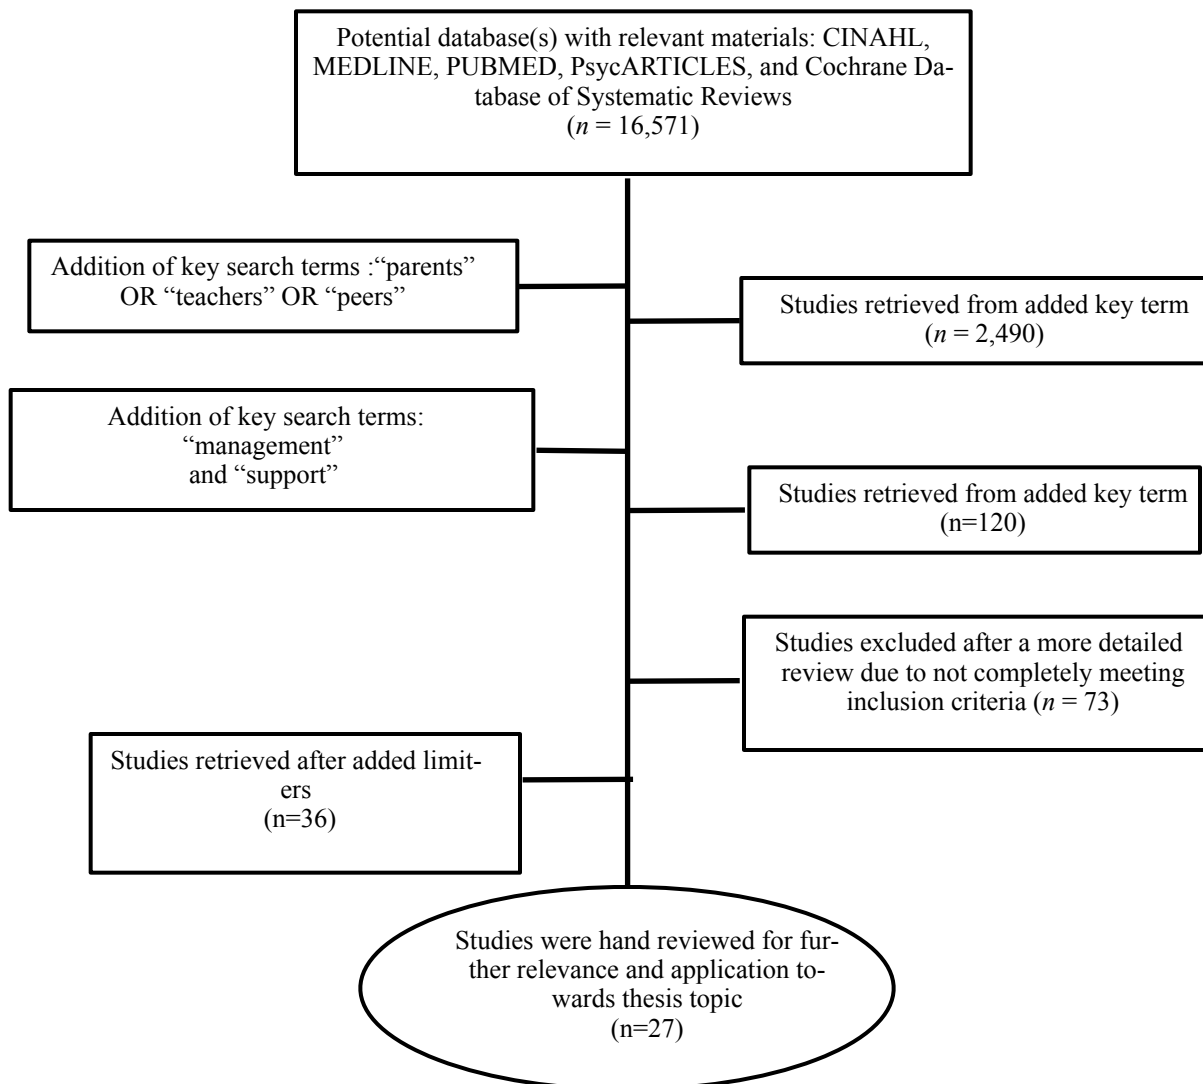 Potential database(s) with relevant materials: CINAHL,
MEDLINE, PUBMED, PsycARTICLES, and Cochrane Da-
tabase of Systematic Reviews
(n = 16,571)
Addition of key search terms :“parents”
OR “teachers” OR “peers”
Studies retrieved from added key term
(n = 2,490)
Addition of key search terms:
“management”
and “support”
Studies retrieved from added key term
(n=120)
Studies excluded after a more detailed
review due to not completely meeting
inclusion criteria (n = 73)
Studies retrieved after added limit-
ers
(n=36)
Studies were hand reviewed for fur-
ther relevance and application to-
wards thesis topic
(n=27)